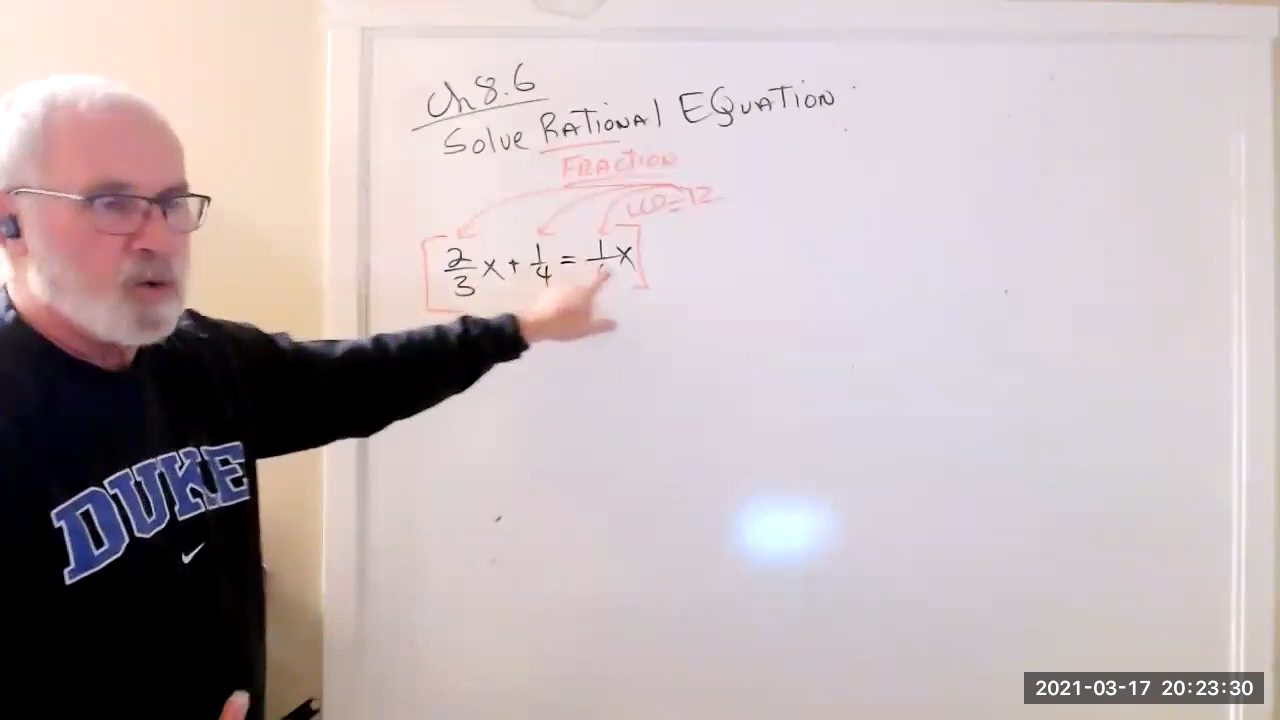 Ch 8.6
Solve Rational EQuation
FRACTION
LCD = 12
2/3 x + 1/4 = 1/ x
DUKE
2021-03-17 20:23:30